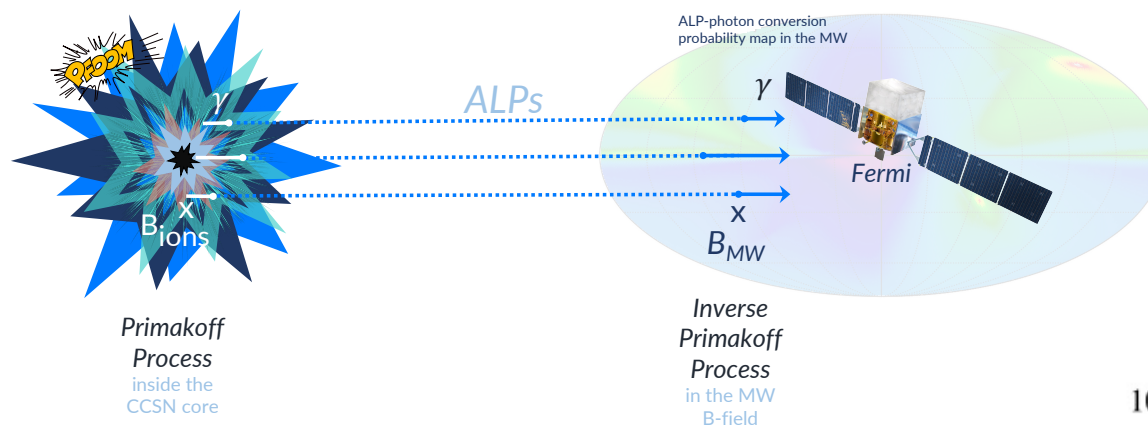 PFOOM
γ
x
B ions
Primakoff
Process
inside the
CCSN core
ALPs
ALP-photon conversion
probability map in the MW
γ
Fermi
x
B_MW
Inverse
Primakoff
Process
in the MW
B-field